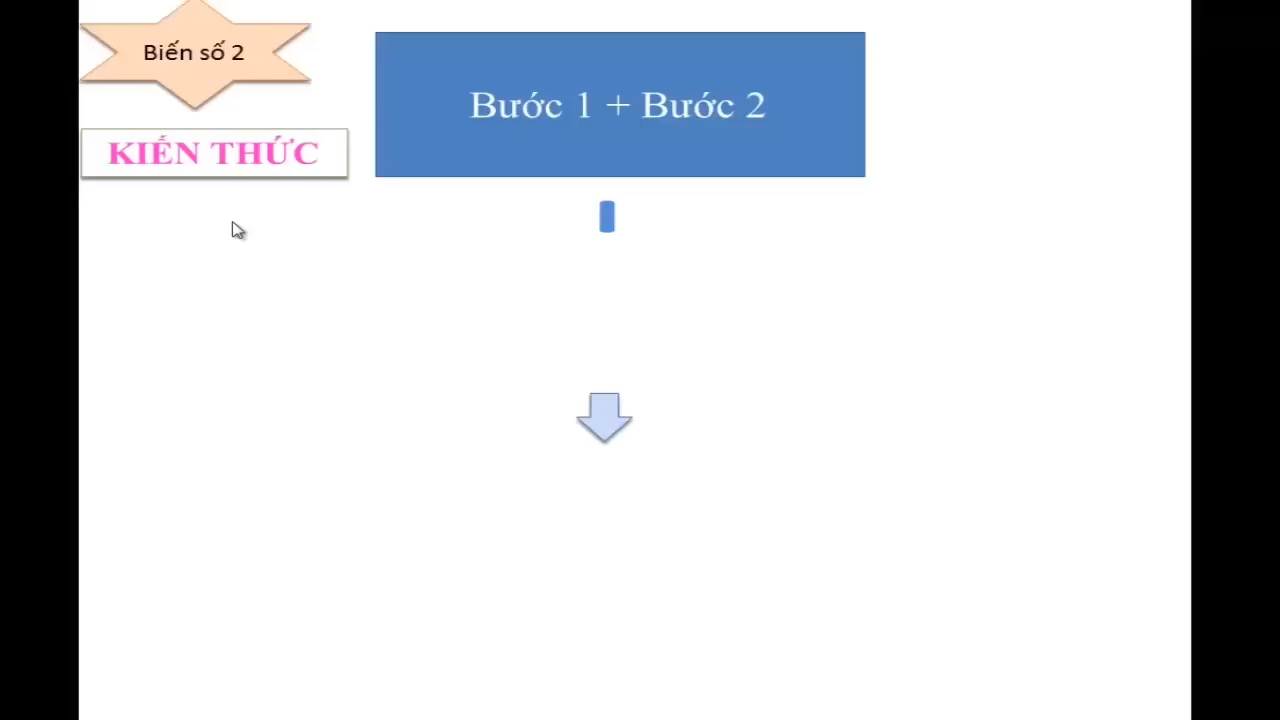 Biến số 2
Bước 1 + Bước 2
KIẾN THỨC